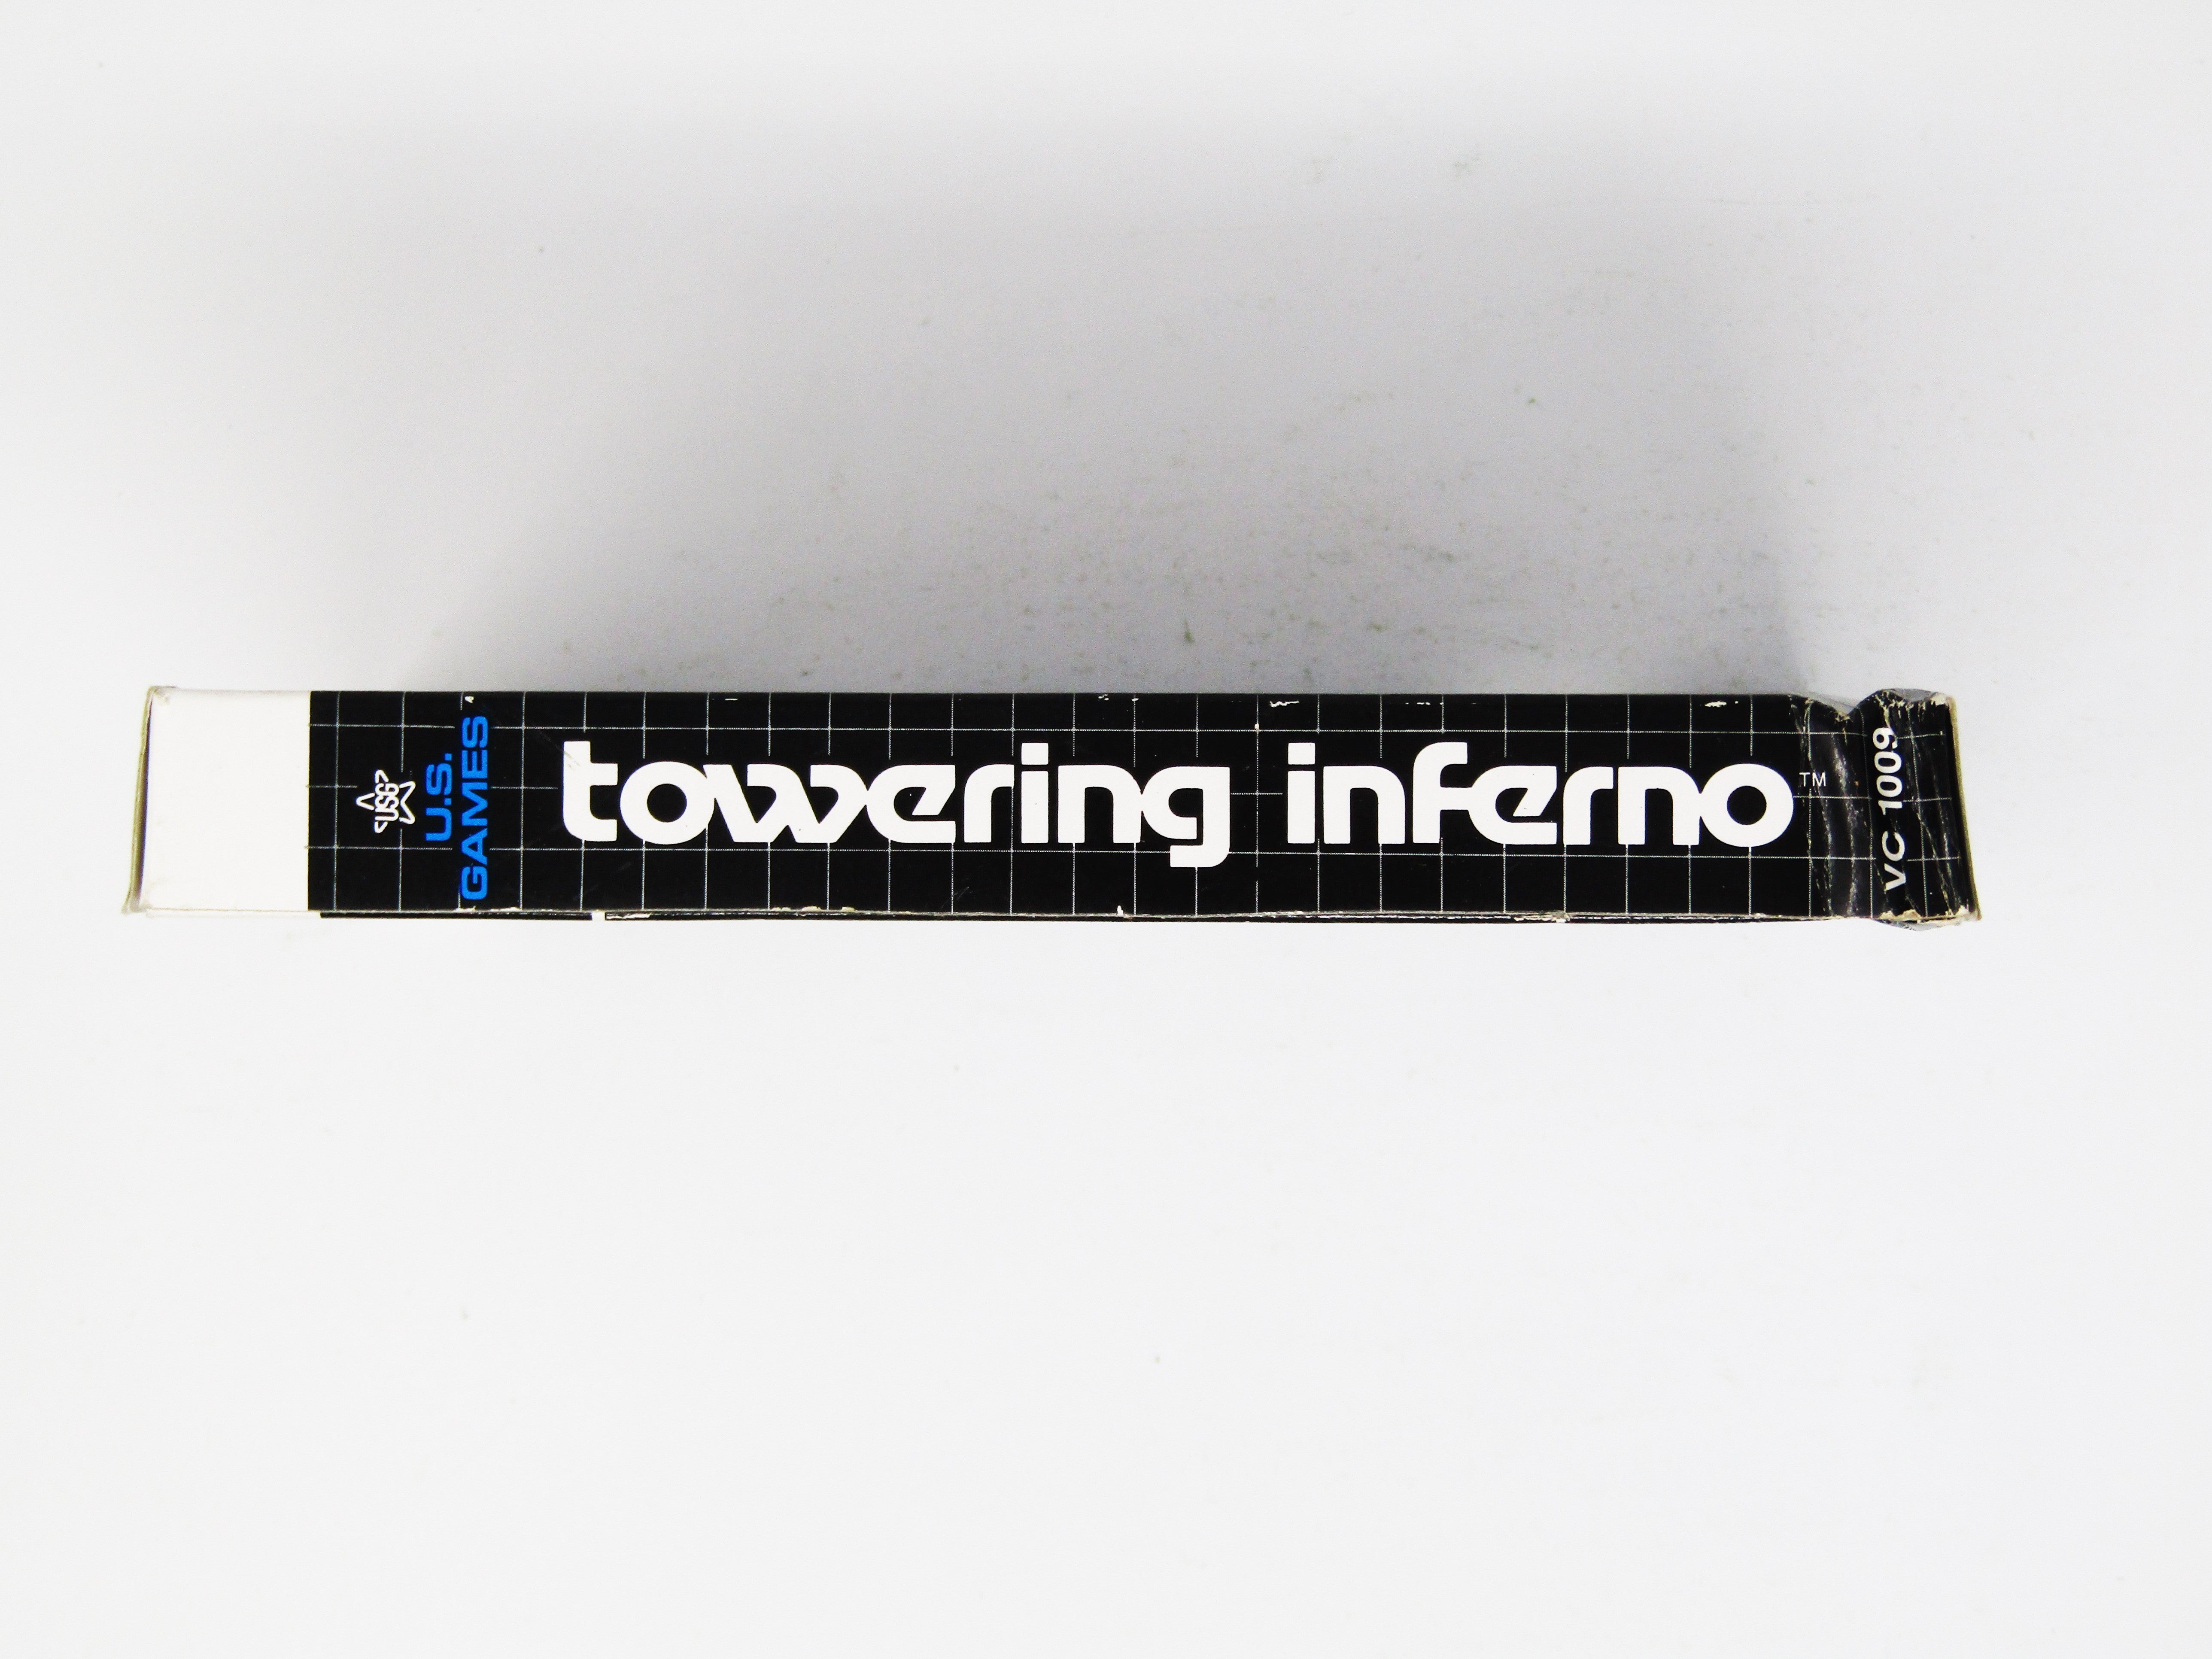 USG
U.S.
GAMES
towering inferno™
VC 1009